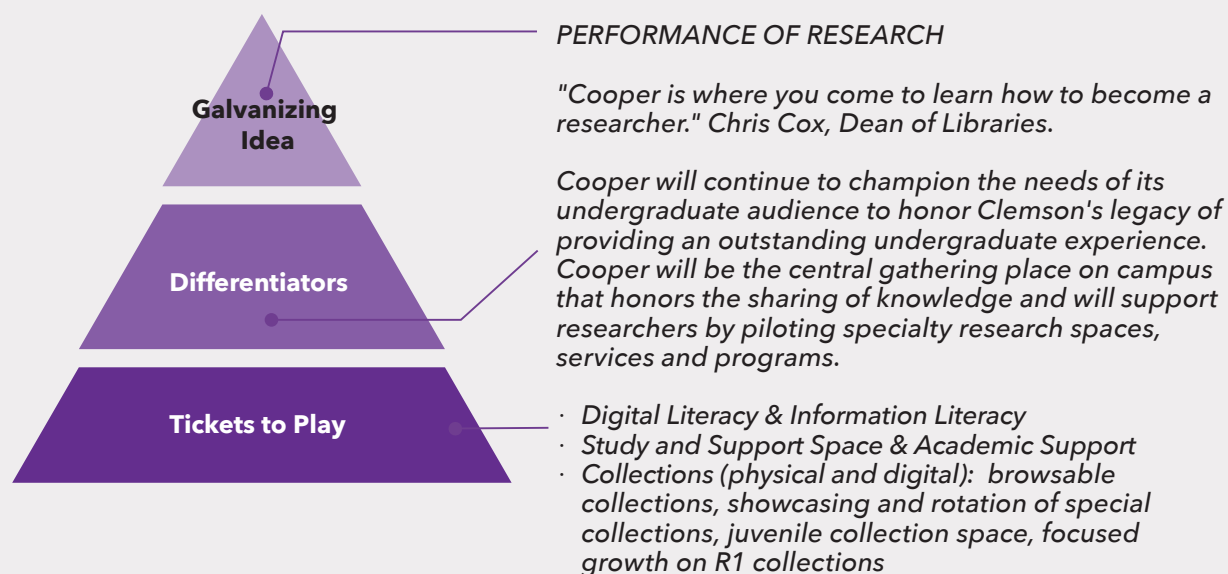 Galvanizing
Idea
Differentiators
Tickets to Play
PERFORMANCE OF RESEARCH
"Cooper is where you come to learn how to become a
researcher." Chris Cox, Dean of Libraries.
Cooper will continue to champion the needs of its
undergraduate audience to honor Clemson's legacy of
providing an outstanding undergraduate experience.
Cooper will be the central gathering place on campus
that honors the sharing of knowledge and will support
researchers by piloting specialty research spaces,
services and programs.
· Digital Literacy & Information Literacy
· Study and Support Space & Academic Support
· Collections (physical and digital): browsable
collections, showcasing and rotation of special
collections, juvenile collection space, focused
growth on R1 collections